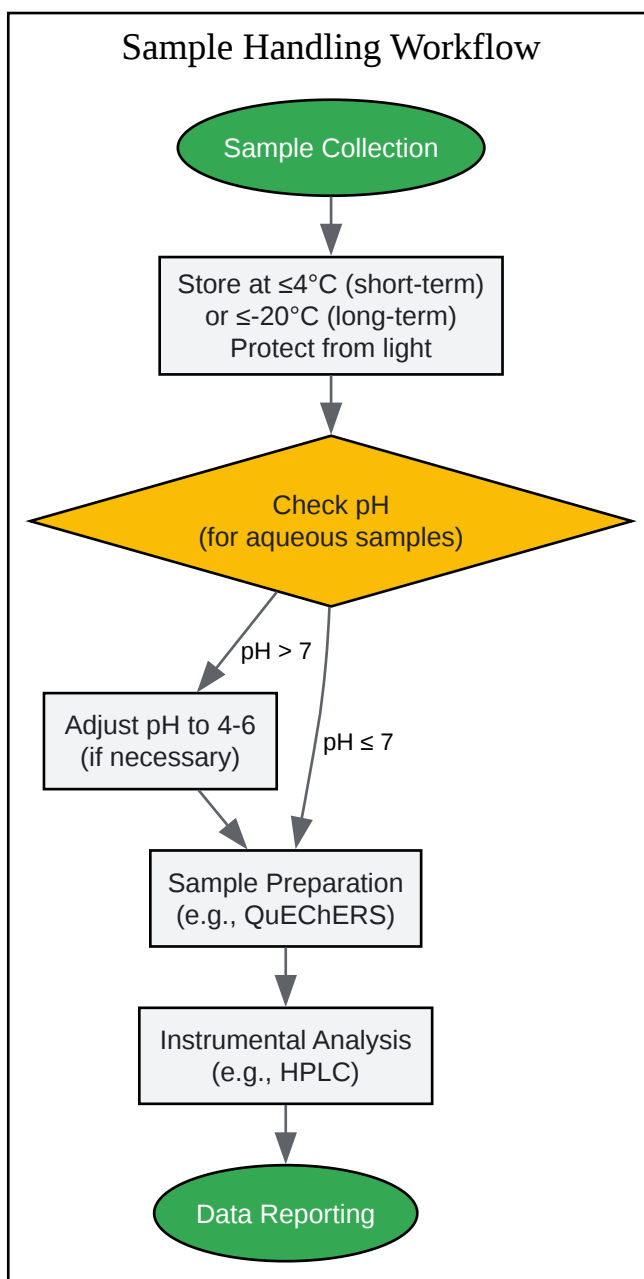 Sample Handling Workflow
Sample Collection
Store at ≤4°C (short-term)
or ≤-20°C (long-term)
Protect from light
Check pH
(for aqueous samples)
pH > 7
Adjust pH to 4-6
(if necessary)
pH ≤ 7
Sample Preparation
(e.g., QuEChERS)
Instrumental Analysis
(e.g., HPLC)
Data Reporting